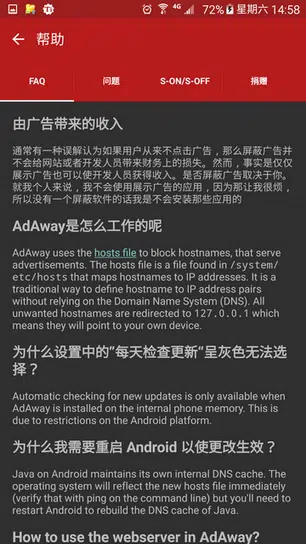 4G 72% 星期六 14:58
帮助
FAQ 问题 S-ON/S-OFF 捐赠
由广告带来的收入
通常有一种误解认为如果用户从来不点击广告，那么屏蔽广告并
不会给网站或者开发人员带来财务上的损失。然而，事实是仅仅
展示广告也可以使开发人员获得收入。是否屏蔽广告取决于你。
就我个人来说，我不会使用展示广告的应用，因为那让我很烦，
所以没有一个屏蔽软件的话我是不会安装那些应用的
AdAway是怎么工作的呢
AdAway uses the hosts file to block hostnames, that serve
advertisements. The hosts file is a file found in /system/
etc/hosts that maps hostnames to IP addresses. It is a
traditional way to define hostname to IP address pairs
without relying on the Domain Name System (DNS). All
unwanted hostnames are redirected to 127.0.0.1 which
means they will point to your own device.
为什么设置中的”每天检查更新“呈灰色无法选
择？
Automatic checking for new updates is only available when
AdAway is installed on the internal phone memory. This is
due to restrictions on the Android platform.
为什么我需要重启 Android 以使更改生效？
Java on Android maintains its own internal DNS cache. The
operating system will reflect the new hosts file immediately
(verify that with ping on the command line) but you'll need to
restart Android to rebuild the DNS cache of Java.
How to use the webserver in AdAway?